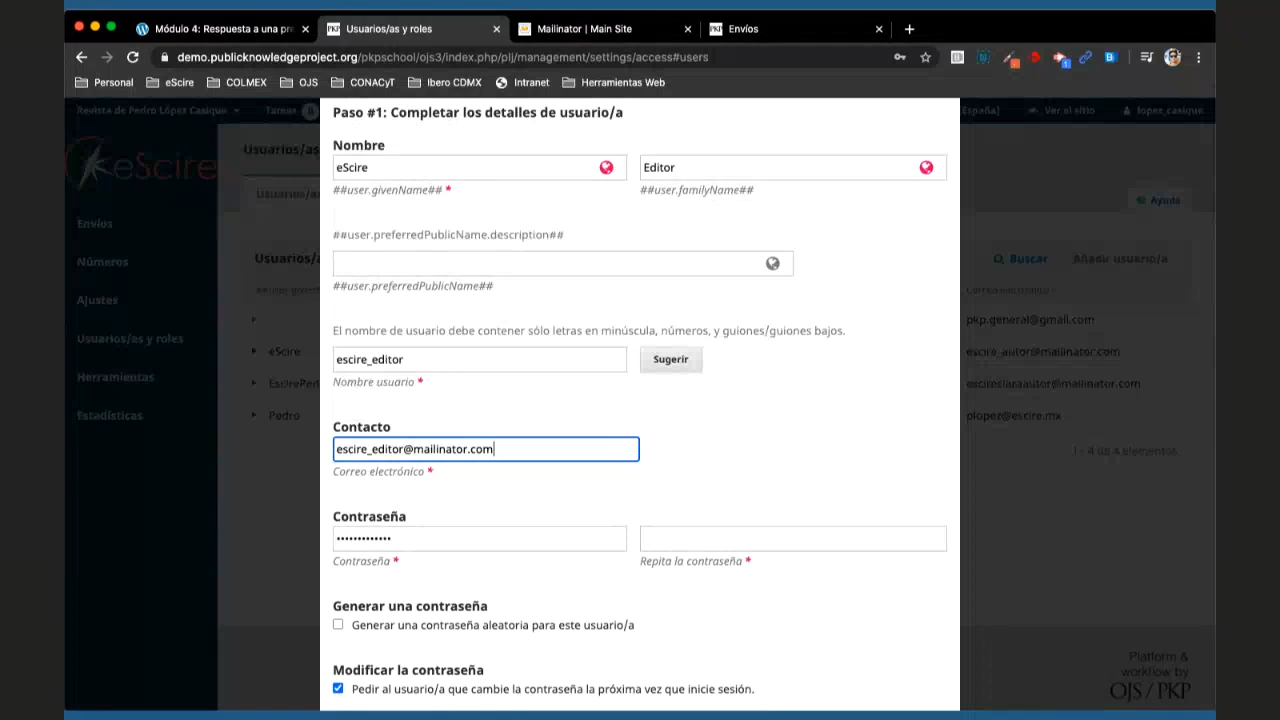 Módulo 4: Respuesta a una pre
PKP Usuarios/as y roles
Mailinator | Main Site
PKP Envíos
demo.publicknowledgeproject.org/pkpschool/ojs3/index.php/plj/management/settings/access#users
Personal eScire COLMEX OJS CONACyT Ibero CDMX Intranet Herramientas Web
Revista de Pedro López Casique Tareas
España) Ver el sitio lopez_casique
Paso #1: Completar los detalles de usuario/a
Nombre
eScire Editor
##user.givenName## * ##user.familyName##
##user.preferredPublicName.description##
##user.preferredPublicName##
El nombre de usuario debe contener sólo letras en minúscula, números, y guiones/guiones bajos.
escire_editor Sugerir
Nombre usuario *
Contacto
escire_editor@mailinator.com
Correo electrónico *
Contraseña
•••••••••••••
Contraseña * Repita la contraseña *
Generar una contraseña
Generar una contraseña aleatoria para este usuario/a
Modificar la contraseña
Pedir al usuario/a que cambie la contraseña la próxima vez que inicie sesión.
eScire
Envíos
Números
Ajustes
Usuarios/as y roles
Herramientas
Estadísticas
Usuarios/as
Usuarios/a
Ayuda
Usuarios/a
Buscar Añadir usuario/a
Correo electrónico
pkp.general@gmail.com
eScire escire_autor@mailinator.com
EscirePed escireslaraautor@mailinator.com
Pedro plopez@escire.mx
1 - 4 de 4 elementos
Platform &
workflow by
OJS / PKP